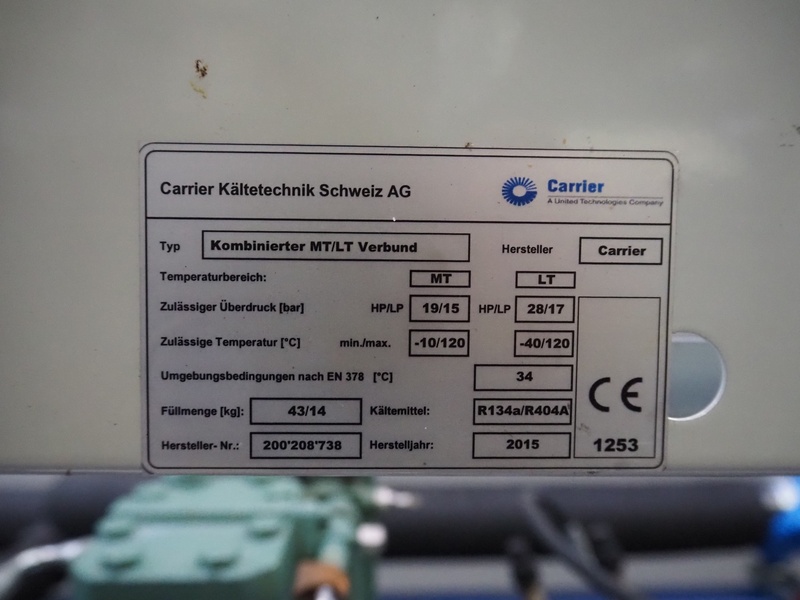 Carrier Kältetechnik Schweiz AG
Carrier
A United Technologies Company
Typ Kombinierter MT/LT Verbund Hersteller Carrier
Temperaturbereich: MT LT
Zulässiger Überdruck [bar] HP/LP 19/15 HP/LP 28/17
Zulässige Temperatur [°C] min./max. -10/120 -40/120
Umgebungsbedingungen nach EN 378 [°C] 34
Füllmenge [kg]: 43/14 Kältemittel: R134a/R404A
Hersteller- Nr.: 200'208'738 Herstelljahr: 2015
CE
1253